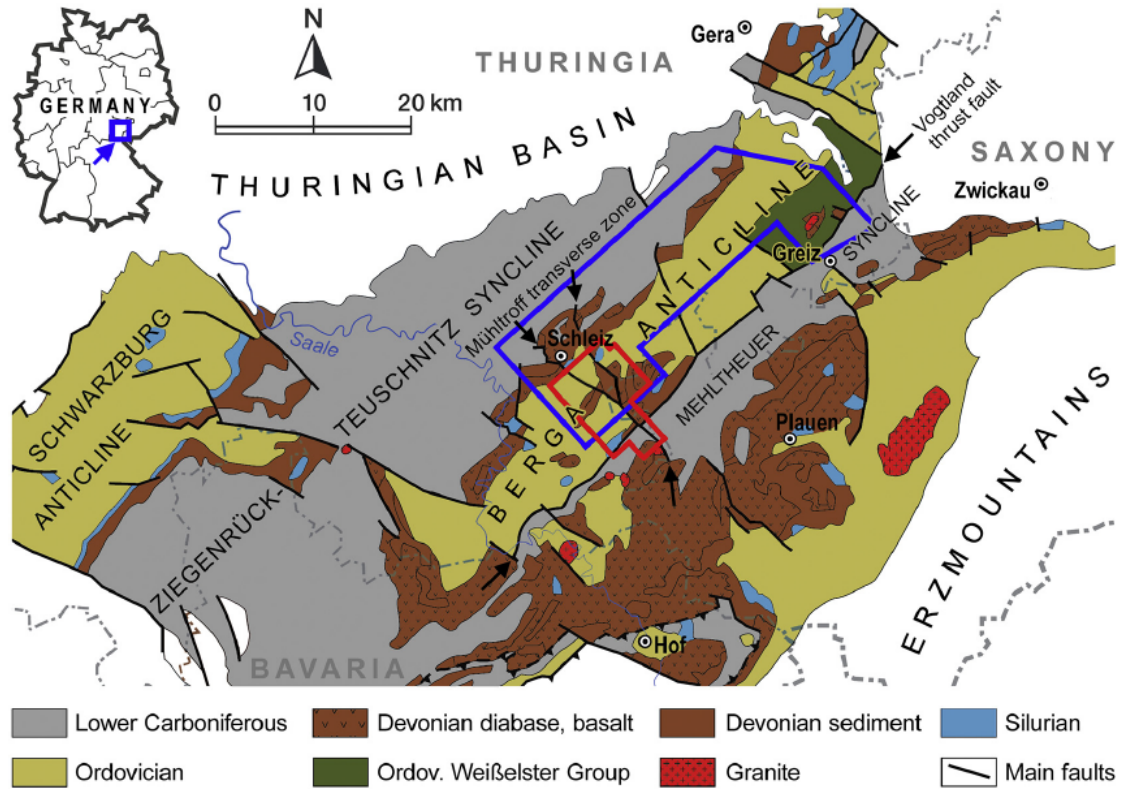 GERMANY
N
0 10 20 km
THURINGIA
Gera
THURINGIAN BASIN
Vogtland
thrust fault
SAXONY
Zwickau
Saale
TEUSCHNITZ SYNCLINE
Mühltroff transverse zone
Schleiz
BERGA ANTICLINE
Greiz
MEHLTHEUER SYNCLINE
SCHWARZBURG
ANTICLINE
ZIEGENRÜCK-
Plauen
ERZMOUNTAINS
BAVARIA
Hof
Lower Carboniferous
Devonian diabase, basalt
Devonian sediment
Silurian
Ordovician
Ordov. Weißelster Group
Granite
Main faults